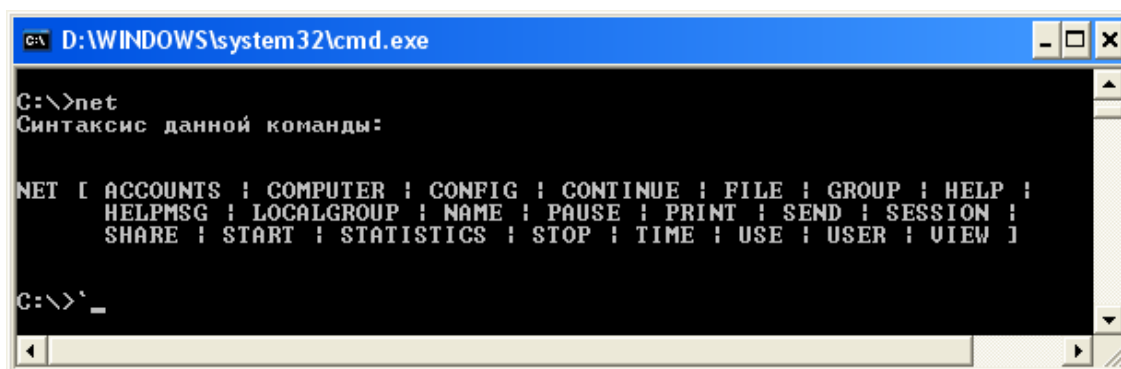 D:\WINDOWS\system32\cmd.exe
C:\>net
Синтаксис данной команды:
NET [ ACCOUNTS ¦ COMPUTER ¦ CONFIG ¦ CONTINUE ¦ FILE ¦ GROUP ¦ HELP ¦
HELPMSG ¦ LOCALGROUP ¦ NAME ¦ PAUSE ¦ PRINT ¦ SEND ¦ SESSION ¦
SHARE ¦ START ¦ STATISTICS ¦ STOP ¦ TIME ¦ USE ¦ USER ¦ VIEW ]
C:\>`_